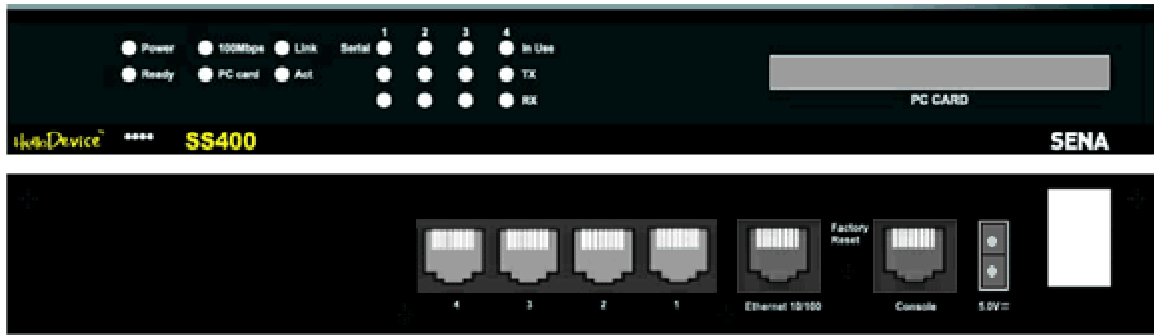 1 2 3 4
Power 100Mbps Link Serial In Use
Ready PC card Act TX
RX
PC CARD
HelloDevice **** SS400 SENA
Factory
Reset
4 3 2 1 Ethernet 10/100 Console 5.0V